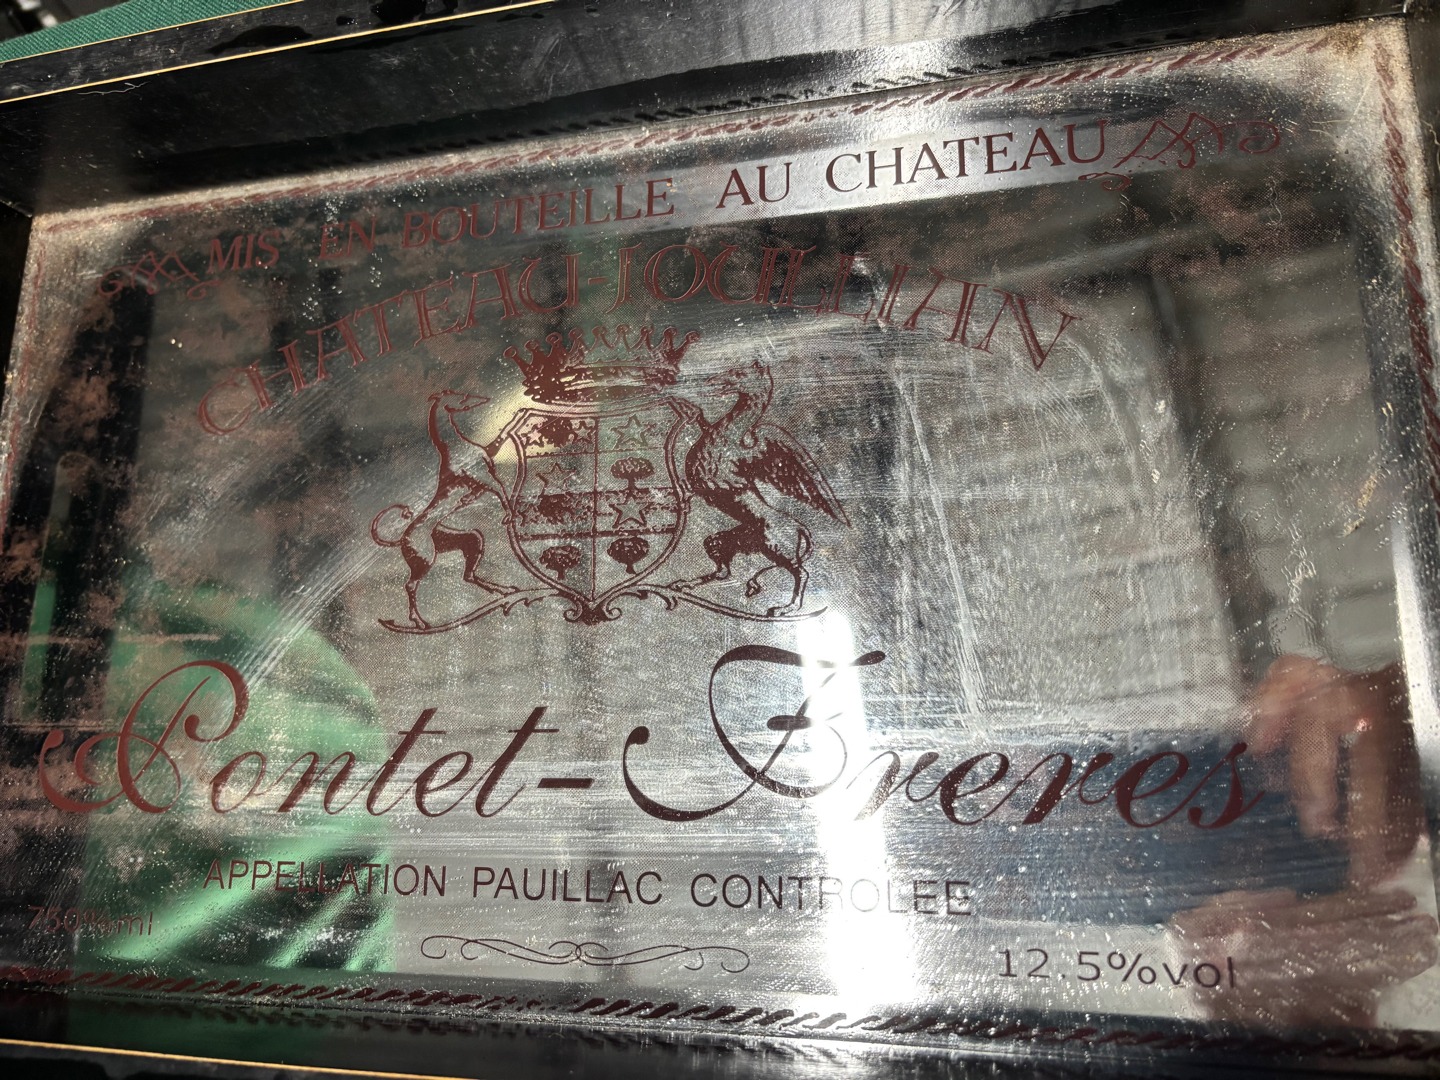 MIS EN BOUTEILLE AU CHATEAU
CHATEAU-JOULLIAN
Pontet-Freres
APPELLATION PAUILLAC CONTROLEE
12.5%vol